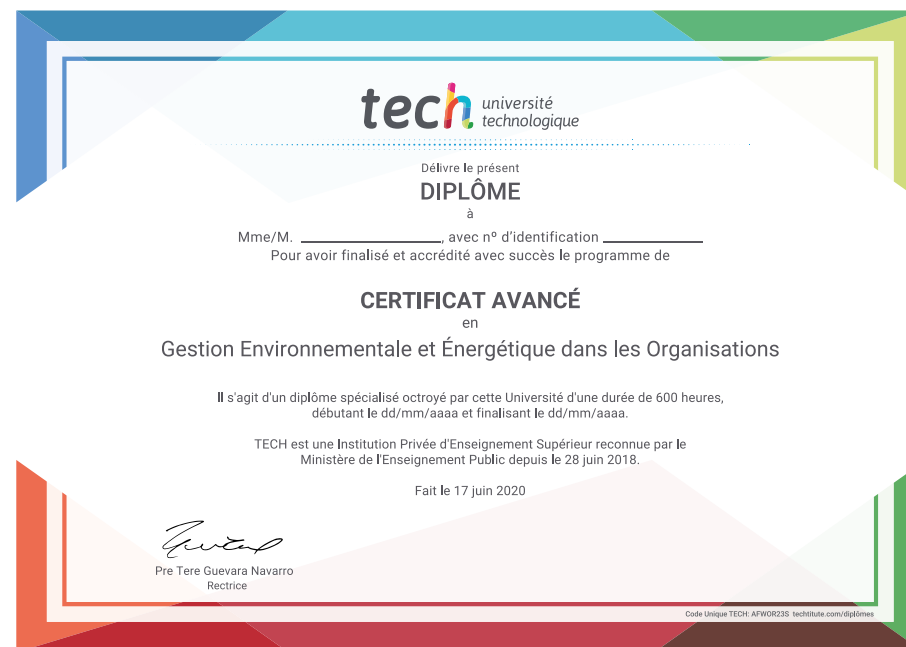 tech université
technologique
Délivre le présent
DIPLÔME
à
Mme/M. ____________________, avec nº d'identification ______________
Pour avoir finalisé et accrédité avec succès le programme de
CERTIFICAT AVANCÉ
en
Gestion Environnementale et Énergétique dans les Organisations
Il s'agit d'un diplôme spécialisé octroyé par cette Université d'une durée de 600 heures,
débutant le dd/mm/aaaa et finalisant le dd/mm/aaaa.
TECH est une Institution Privée d'Enseignement Supérieur reconnue par le
Ministère de l'Enseignement Public depuis le 28 juin 2018.
Fait le 17 juin 2020
Pre Tere Guevara Navarro
Rectrice
Code Unique TECH: AFWOR23S techtitute.com/diplômes